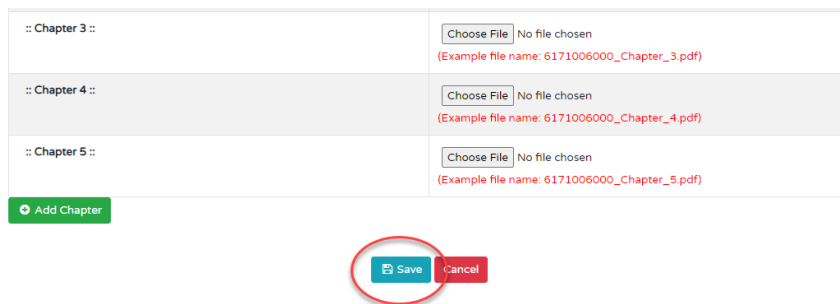 :: Chapter 3 ::
Choose File No file chosen
(Example file name: 6171006000_Chapter_3.pdf)
:: Chapter 4 ::
Choose File No file chosen
(Example file name: 6171006000_Chapter_4.pdf)
:: Chapter 5 ::
Choose File No file chosen
(Example file name: 6171006000_Chapter_5.pdf)
Add Chapter
Save Cancel